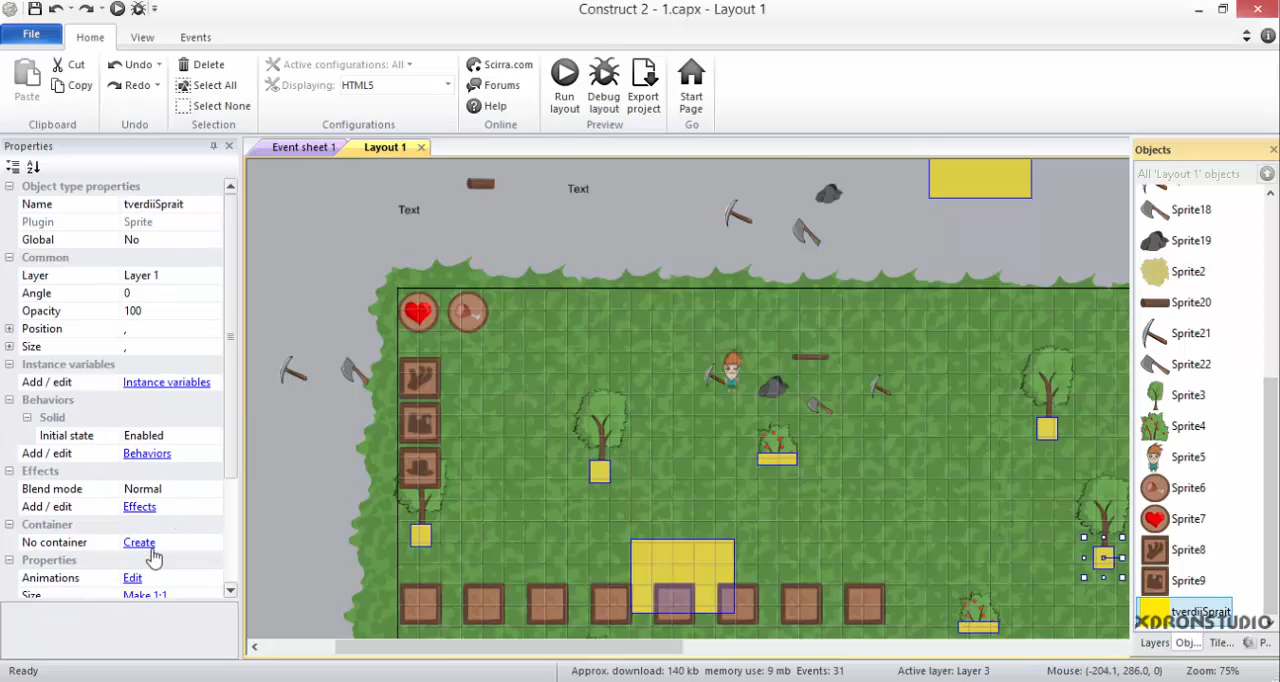 Construct 2 - 1.capx - Layout 1
File
Home
View
Events
Paste
Cut
Copy
Clipboard
Undo
Redo
Undo
Delete
Select All
Select None
Selection
Active configurations: All
Displaying: HTML5
Configurations
Scirra.com
Forums
Help
Online
Run layout
Debug layout
Export project
Preview
Start Page
Go
Properties
Object type properties
Name tverdiiSprait
Plugin Sprite
Global No
Common
Layer Layer 1
Angle 0
Opacity 100
Position ,
Size ,
Instance variables
Add / edit Instance variables
Behaviors
Solid
Initial state Enabled
Add / edit Behaviors
Effects
Blend mode Normal
Add / edit Effects
Container
No container Create
Properties
Animations Edit
Size Make 1:1
Event sheet 1
Layout 1
Text
Text
Objects
All 'Layout 1' objects
Sprite18
Sprite19
Sprite2
Sprite20
Sprite21
Sprite22
Sprite3
Sprite4
Sprite5
Sprite6
Sprite7
Sprite8
Sprite9
tverdiiSprait
XDRONSTUDIO
Layers
Obj...
Tile...
P..
Ready
Approx. download: 140 kb memory use: 9 mb Events: 31
Active layer: Layer 3
Mouse: (-204.1, 286.0, 0)
Zoom: 75%